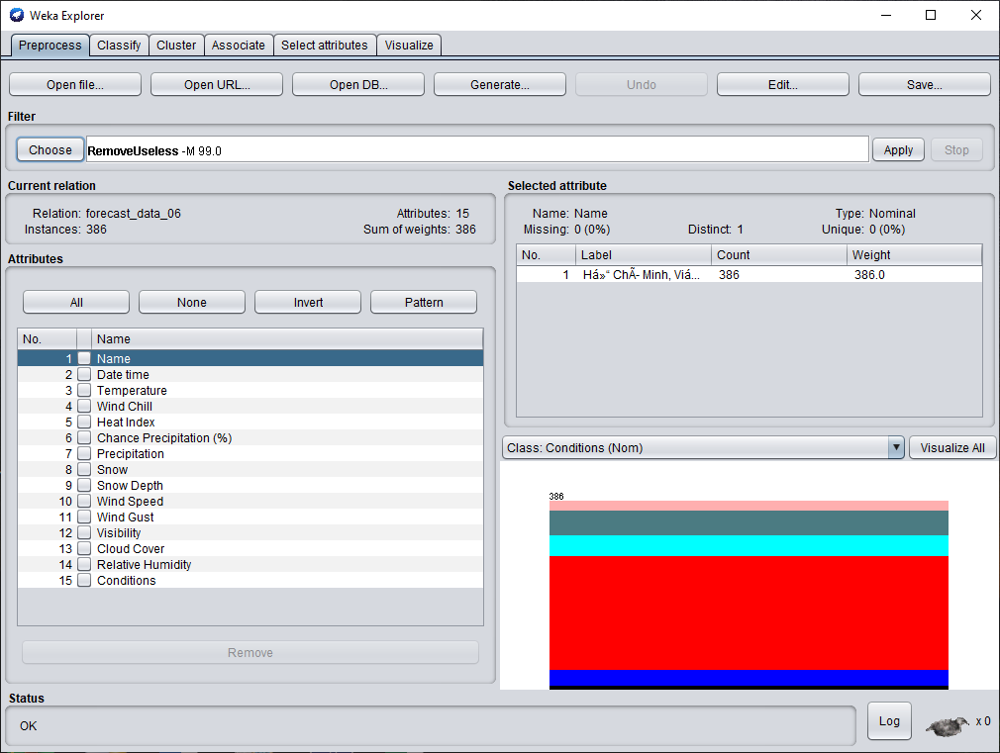 Weka Explorer
Preprocess Classify Cluster Associate Select attributes Visualize
Open file... Open URL... Open DB... Generate... Undo Edit... Save...
Filter
Choose RemoveUseless -M 99.0 Apply Stop
Current relation
Relation: forecast_data_06 Attributes: 15
Instances: 386 Sum of weights: 386
Attributes
All None Invert Pattern
No. Name
1 Name
2 Date time
3 Temperature
4 Wind Chill
5 Heat Index
6 Chance Precipitation (%)
7 Precipitation
8 Snow
9 Snow Depth
10 Wind Speed
11 Wind Gust
12 Visibility
13 Cloud Cover
14 Relative Humidity
15 Conditions
Remove
Selected attribute
Name: Name Type: Nominal
Missing: 0 (0%) Distinct: 1 Unique: 0 (0%)
No. Label Count Weight
1 Há»“ ChÃ- Minh, Viá... 386 386.0
Class: Conditions (Nom) Visualize All
386
Status
OK
Log x 0